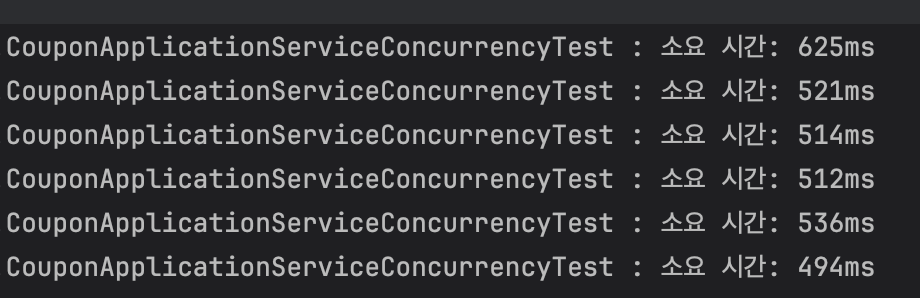 CouponApplicationServiceConcurrencyTest : 소요 시간: 625ms
CouponApplicationServiceConcurrencyTest : 소요 시간: 521ms
CouponApplicationServiceConcurrencyTest : 소요 시간: 514ms
CouponApplicationServiceConcurrencyTest : 소요 시간: 512ms
CouponApplicationServiceConcurrencyTest : 소요 시간: 536ms
CouponApplicationServiceConcurrencyTest : 소요 시간: 494ms